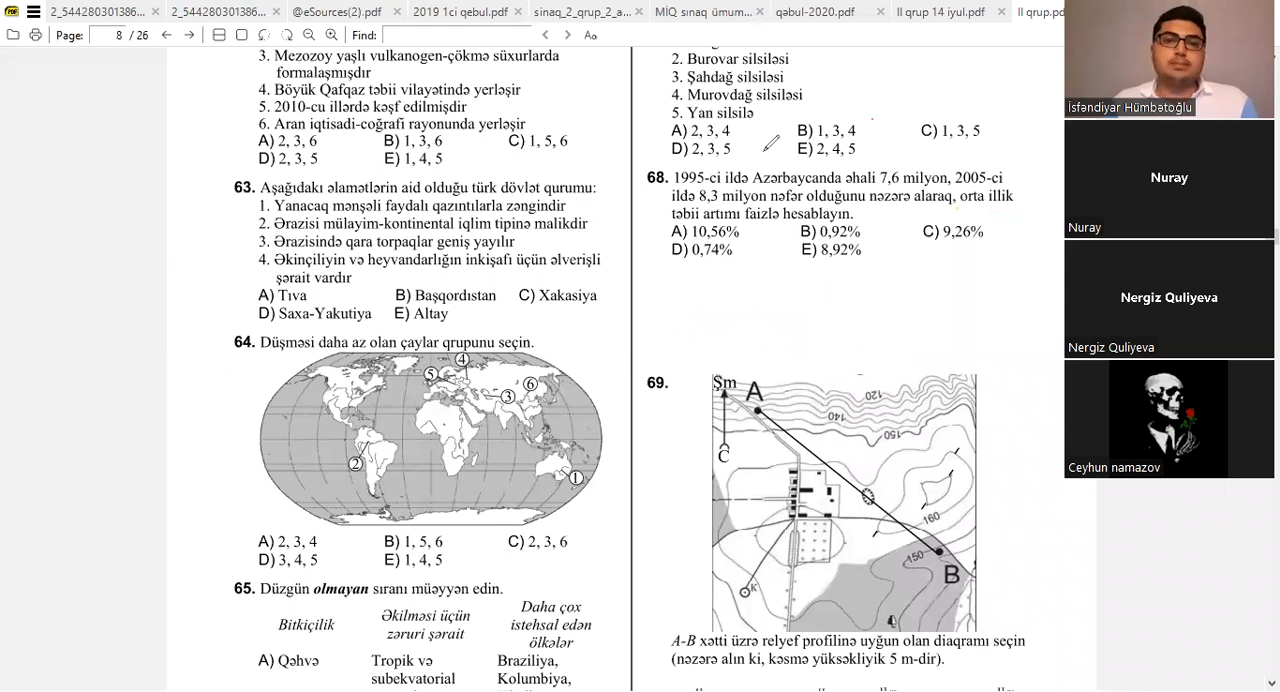 2_544280301386...
2_544280301386...
@eSources(2).pdf
2019 1ci qebul.pdf
sinaq_2_qrup_2_a...
MİQ sınaq ümum...
qəbul-2020.pdf
II qrup 14 iyul.pdf
II qrup.pd
Page: 8 / 26
Find:
3. Mezozoy yaşlı vulkanogen-çökmə süxurlarda
formalaşmışdır
4. Böyük Qafqaz təbii vilayətində yerləşir
5. 2010-cu illərdə kəşf edilmişdir
6. Aran iqtisadi-coğrafi rayonunda yerləşir
A) 2, 3, 6 B) 1, 3, 6 C) 1, 5, 6
D) 2, 3, 5 E) 1, 4, 5
63. Aşağıdakı əlamətlərin aid olduğu türk dövlət qurumu:
1. Yanacaq mənşəli faydalı qazıntılarla zəngindir
2. Ərazisi mülayim-kontinental iqlim tipinə malikdir
3. Ərazisində qara torpaqlar geniş yayılır
4. Əkinçiliyin və heyvandarlığın inkişafı üçün əlverişli
şərait vardır
A) Tıva B) Başqordıstan C) Xakasiya
D) Saxa-Yakutiya E) Altay
64. Düşməsi daha az olan çaylar qrupunu seçin.
4
5
6
3
2
1
A) 2, 3, 4 B) 1, 5, 6 C) 2, 3, 6
D) 3, 4, 5 E) 1, 4, 5
65. Düzgün olmayan sıranı müəyyən edin.
Bitkiçilik
Əkilməsi üçün
zəruri şərait
Daha çox
istehsal edən
ölkələr
A) Qəhvə Tropik və Braziliya,
subekvatorial Kolumbiya,
2. Burovar silsiləsi
3. Şahdağ silsiləsi
4. Murovdağ silsiləsi
5. Yan silsilə
A) 2, 3, 4 B) 1, 3, 4 C) 1, 3, 5
D) 2, 3, 5 E) 2, 4, 5
68. 1995-ci ildə Azərbaycanda əhali 7,6 milyon, 2005-ci
ildə 8,3 milyon nəfər olduğunu nəzərə alaraq, orta illik
təbii artımı faizlə hesablayın.
A) 10,56% B) 0,92% C) 9,26%
D) 0,74% E) 8,92%
69.
Şm
A
120
140
150
C
160
150
B
K
A-B xətti üzrə relyef profilinə uyğun olan diaqramı seçin
(nəzərə alın ki, kəsmə yüksəkliyik 5 m-dir).
İsfəndiyar Hümbətoğlu
Nuray
Nuray
Nergiz Quliyeva
Nergiz Quliyeva
Ceyhun namazov